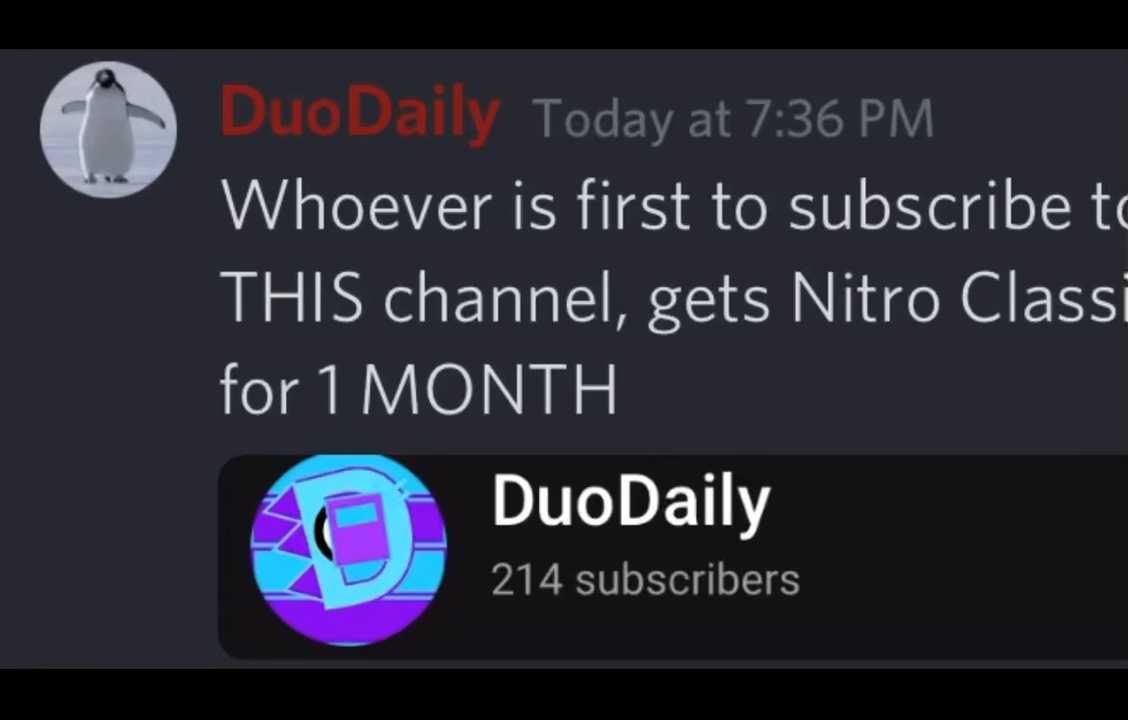 DuoDaily Today at 7:36 PM
Whoever is first to subscribe
THIS channel, gets Nitro
for 1 MONTH
DuoDaily
214 subscribers